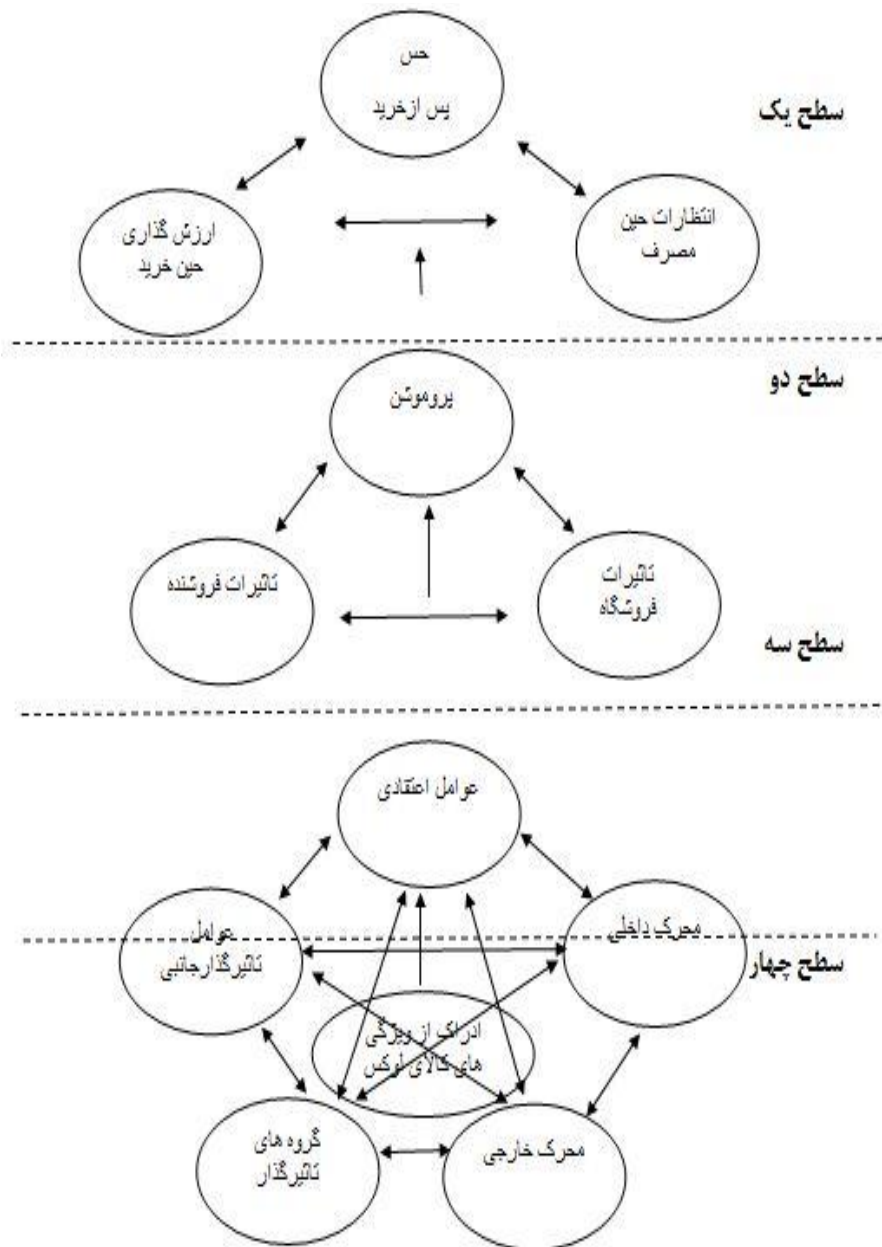 حس
پس ازخرید
سطح یک
انتظارات حین
مصرف
ارزش گذاری
حین خرید
سطح دو
پروموشن
تاثیرات
فروشگاه
تاثیرات فروشنده
سطح سه
عوامل اعتقادی
محرک داخلی
عوامل
تاثیرگذارجانبی
سطح چهار
ادراک از ویژگی
های کالای لوکس
محرک خارجی
گروه های
تاثیرگذار